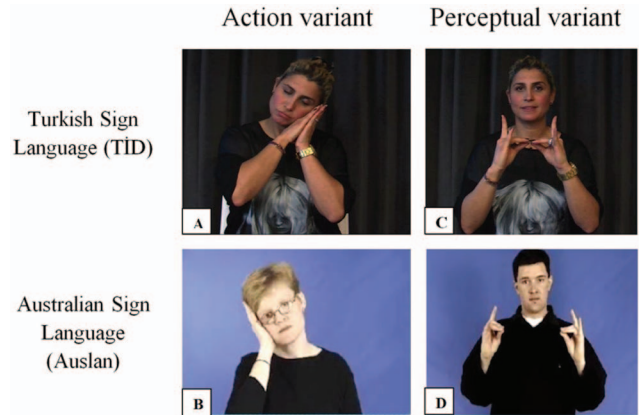 Action variant
Perceptual variant
Turkish Sign
Language (TİD)
A
C
Australian Sign
Language
(Auslan)
B
D